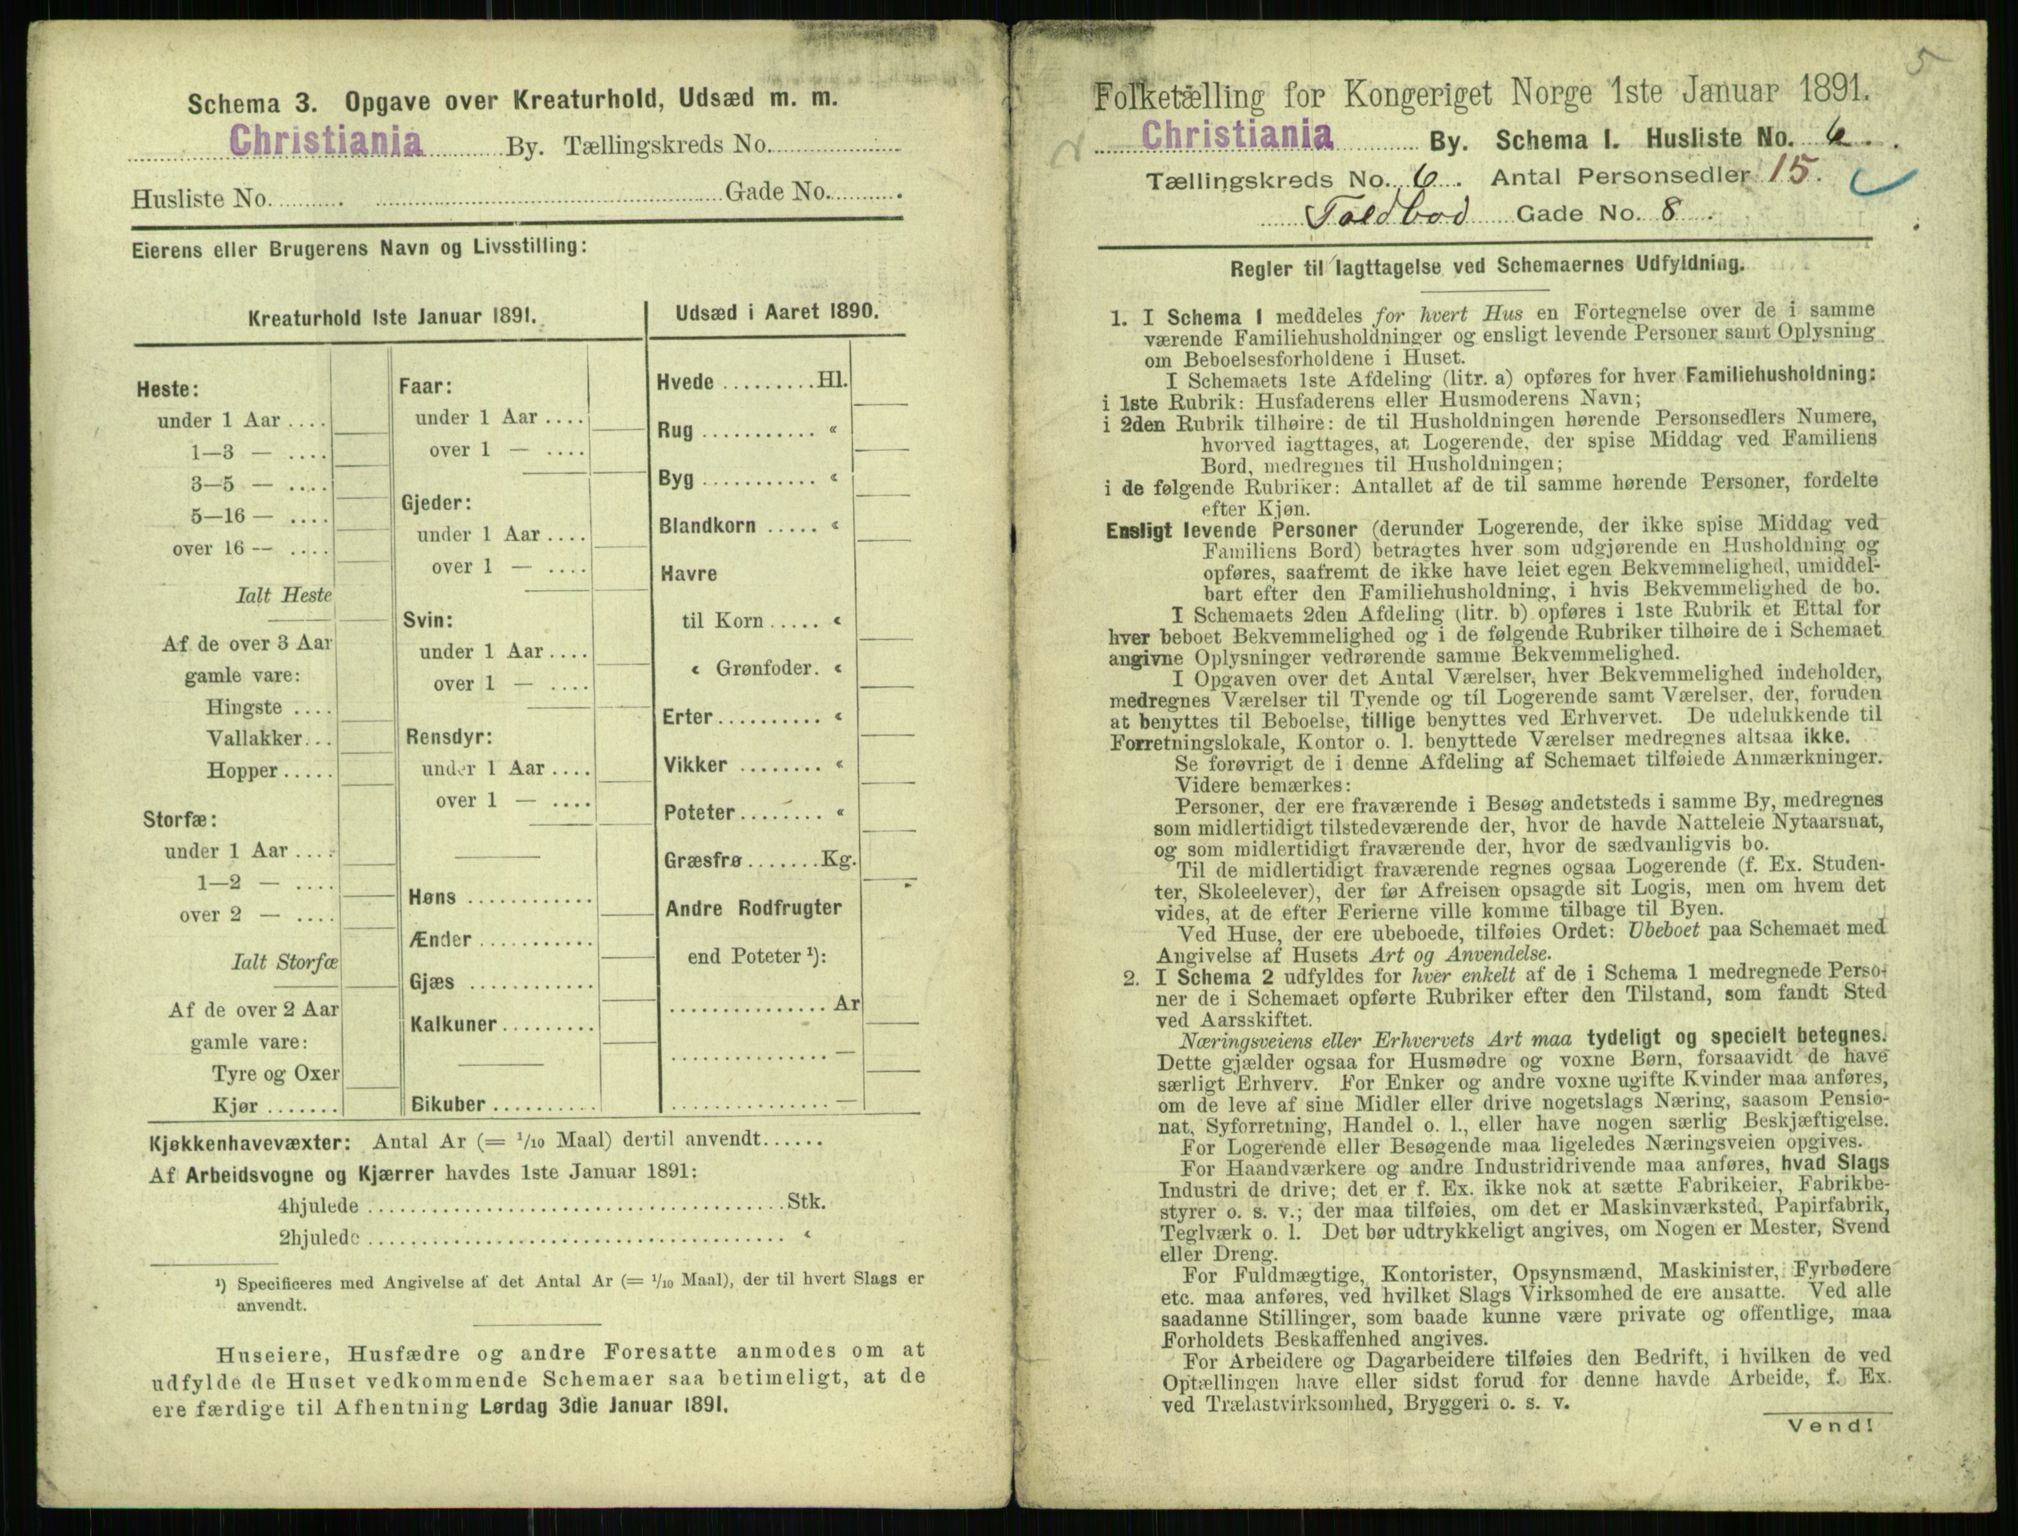 Schema 3. Opgave over Kreaturhold, Udsæd m. m.
Christiania By. Tællingskreds No.
Husliste No. . Gade No. .
Eierens eller Brugerens Navn og Livsstilling:
Kreaturhold 1ste Januar 1891.
Heste:
under 1 Aar ....
1—3 — ....
3—5 — ....
5—16 — ....
over 16 — ....
Ialt Heste
Af de over 3 Aar
gamle vare:
Hingste ....
Vallakker...
Hopper.....
Storfæ:
under 1 Aar ....
1—2 — ....
over 2 — ....
Ialt Storfæ
Af de over 2 Aar
gamle vare:
Tyre og Oxer
Kjør .......
Faar:
under 1 Aar ....
over 1 — ....
Gjeder:
under 1 Aar ....
over 1 — ....
Svin:
under 1 Aar ....
over 1 — ....
Rensdyr:
under 1 Aar ....
over 1 — ....
Høns ............
Ænder...........
Gjæs ............
Kalkuner.........
Bikuber..........
Udsæd i Aaret 1890.
Hvede .........Hl.
Rug ........... «
Byg ........... «
Blandkorn ..... «
Havre
til Korn ..... «
« Grønfoder. «
Erter.......... «
Vikker ........ «
Poteter........ «
Græsfrø.......Kg.
Andre Rodfrugter
end Poteter ¹):
............... Ar
............... —
............... —
Kjøkkenhavevæxter: Antal Ar (= 1/10 Maal) dertil anvendt......
Af Arbeidsvogne og Kjærrer havdes 1ste Januar 1891:
4hjulede ........................................Stk.
2hjulede ........................................ «
¹) Specificeres med Angivelse af det Antal Ar (= 1/10 Maal), der til hvert Slags er
anvendt.
Huseiere, Husfædre og andre Foresatte anmodes om at
udfylde de Huset vedkommende Schemaer saa betimeligt, at de
ere færdige til Afhentning Lørdag 3die Januar 1891.
5
Folketælling for Kongeriget Norge 1ste Januar 1891.
Christiania By. Schema I. Husliste No. 6.
Tællingskreds No. 6. Antal Personsedler 15.
Toldbod Gade No. 8.
Regler til Iagttagelse ved Schemaernes Udfyldning.
1. I Schema 1 meddeles for hvert Hus en Fortegnelse over de i samme
værende Familiehusholdninger og ensligt levende Personer samt Oplysning
om Beboelsesforholdene i Huset.
I Schemaets 1ste Afdeling (litr. a) opføres for hver Familiehusholdning:
i 1ste Rubrik: Husfaderens eller Husmoderens Navn;
i 2den Rubrik tilhøire: de til Husholdningen hørende Personsedlers Numere,
hvorved iagttages, at Logerende, der spise Middag ved Familiens
Bord, medregnes til Husholdningen;
i de følgende Rubriker: Antallet af de til samme hørende Personer, fordelte
efter Kjøn.
Ensligt levende Personer (derunder Logerende, der ikke spise Middag ved
Familiens Bord) betragtes hver som udgjørende en Husholdning og
opføres, saafremt de ikke have leiet egen Bekvemmelighed, umiddel-
bart efter den Familiehusholdning, i hvis Bekvemmelighed de bo.
I Schemaets 2den Afdeling (litr. b) opføres i 1ste Rubrik et Ettal for
hver beboet Bekvemmelighed og i de følgende Rubriker tilhøire de i Schemaet
angivne Oplysninger vedrørende samme Bekvemmelighed.
I Opgaven over det Antal Værelser, hver Bekvemmelighed indeholder,
medregnes Værelser til Tyende og til Logerende samt Værelser, der, foruden
at benyttes til Beboelse, tillige benyttes ved Erhvervet. De udelukkende til
Forretningslokale, Kontor o. l. benyttede Værelser medregnes altsaa ikke.
Se forøvrigt de i denne Afdeling af Schemaet tilføiede Anmærkninger.
Videre bemærkes:
Personer, der ere fraværende i Besøg andetsteds i samme By, medregnes
som midlertidigt tilstedeværende der, hvor de havde Natteleie Nytaarsnat,
og som midlertidigt fraværende der, hvor de sædvanligvis bo.
Til de midlertidigt fraværende regnes ogsaa Logerende (f. Ex. Studen-
ter, Skoleelever), der før Afreisen opsagde sit Logis, men om hvem det
vides, at de efter Ferierne ville komme tilbage til Byen.
Ved Huse, der ere ubeboede, tilføies Ordet: Ubeboet paa Schemaet med
Angivelse af Husets Art og Anvendelse.
2. I Schema 2 udfyldes for hver enkelt af de i Schema 1 medregnede Perso-
ner de i Schemaet opførte Rubriker efter den Tilstand, som fandt Sted
ved Aarsskiftet.
Næringsveiens eller Erhvervets Art maa tydeligt og specielt betegnes.
Dette gjælder ogsaa for Husmødre og voxne Børn, forsaavidt de have
særligt Erhverv. For Enker og andre voxne ugifte Kvinder maa anføres,
om de leve af sine Midler eller drive nogetslags Næring, saasom Pensio-
nat, Syforretning, Handel o. l., eller have nogen særlig Beskjæftigelse.
For Logerende eller Besøgende maa ligeledes Næringsveien opgives.
For Haandværkere og andre Industridrivende maa anføres, hvad Slags
Industri de drive; det er f. Ex. ikke nok at sætte Fabrikeier, Fabrikbe-
styrer o. s. v.; der maa tilføies, om det er Maskinværksted, Papirfabrik,
Teglværk o. l. Det bør udtrykkeligt angives, om Nogen er Mester, Svend
eller Dreng.
For Fuldmægtige, Kontorister, Opsynsmænd, Maskinister, Fyrbødere
etc. maa anføres, ved hvilket Slags Virksomhed de ere ansatte. Ved alle
saadanne Stillinger, som baade kunne være private og offentlige, maa
Forholdets Beskaffenhed angives.
For Arbeidere og Dagarbeidere tilføies den Bedrift, i hvilken de ved
Optællingen have eller sidst forud for denne havde Arbeide, f. Ex.
ved Trælastvirksomhed, Bryggeri o. s. v.
Vend!